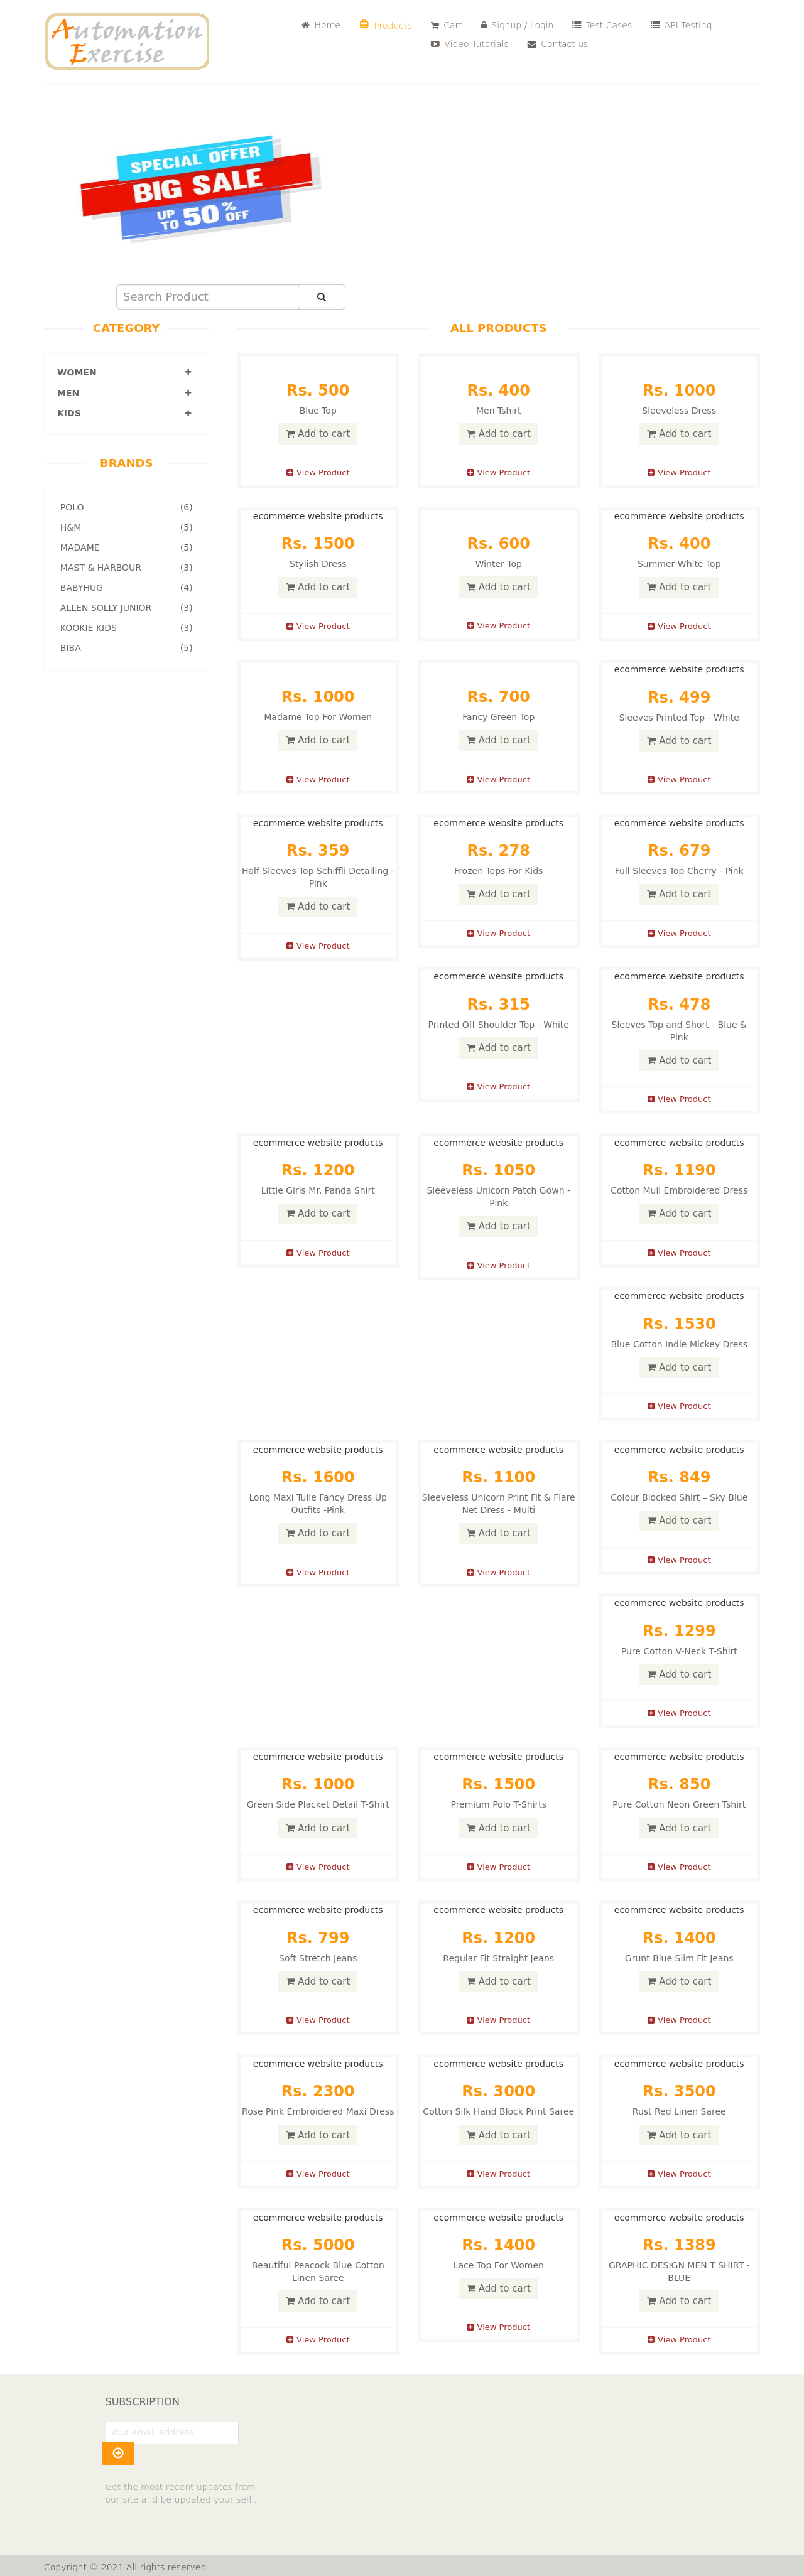 Automation
Exercise
Home
Products
Cart
Signup / Login
Test Cases
API Testing
Video Tutorials
Contact us
SPECIAL OFFER
BIG SALE
UP TO 50% OFF
Search Product
CATEGORY
WOMEN
MEN
KIDS
BRANDS
POLO (6)
H&M (5)
MADAME (5)
MAST & HARBOUR (3)
BABYHUG (4)
ALLEN SOLLY JUNIOR (3)
KOOKIE KIDS (3)
BIBA (5)
ALL PRODUCTS
Rs. 500
Blue Top
Add to cart
View Product
Rs. 400
Men Tshirt
Add to cart
View Product
Rs. 1000
Sleeveless Dress
Add to cart
View Product
ecommerce website products
Rs. 1500
Stylish Dress
Add to cart
View Product
Rs. 600
Winter Top
Add to cart
View Product
ecommerce website products
Rs. 400
Summer White Top
Add to cart
View Product
Rs. 1000
Madame Top For Women
Add to cart
View Product
Rs. 700
Fancy Green Top
Add to cart
View Product
ecommerce website products
Rs. 499
Sleeves Printed Top - White
Add to cart
View Product
ecommerce website products
Rs. 359
Half Sleeves Top Schiffli Detailing -
Pink
Add to cart
View Product
ecommerce website products
Rs. 278
Frozen Tops For Kids
Add to cart
View Product
ecommerce website products
Rs. 679
Full Sleeves Top Cherry - Pink
Add to cart
View Product
ecommerce website products
Rs. 315
Printed Off Shoulder Top - White
Add to cart
View Product
ecommerce website products
Rs. 478
Sleeves Top and Short - Blue &
Pink
Add to cart
View Product
ecommerce website products
Rs. 1200
Little Girls Mr. Panda Shirt
Add to cart
View Product
ecommerce website products
Rs. 1050
Sleeveless Unicorn Patch Gown -
Pink
Add to cart
View Product
ecommerce website products
Rs. 1190
Cotton Mull Embroidered Dress
Add to cart
View Product
ecommerce website products
Rs. 1530
Blue Cotton Indie Mickey Dress
Add to cart
View Product
ecommerce website products
Rs. 1600
Long Maxi Tulle Fancy Dress Up
Outfits -Pink
Add to cart
View Product
ecommerce website products
Rs. 1100
Sleeveless Unicorn Print Fit & Flare
Net Dress - Multi
Add to cart
View Product
ecommerce website products
Rs. 849
Colour Blocked Shirt – Sky Blue
Add to cart
View Product
ecommerce website products
Rs. 1299
Pure Cotton V-Neck T-Shirt
Add to cart
View Product
ecommerce website products
Rs. 1000
Green Side Placket Detail T-Shirt
Add to cart
View Product
ecommerce website products
Rs. 1500
Premium Polo T-Shirts
Add to cart
View Product
ecommerce website products
Rs. 850
Pure Cotton Neon Green Tshirt
Add to cart
View Product
ecommerce website products
Rs. 799
Soft Stretch Jeans
Add to cart
View Product
ecommerce website products
Rs. 1200
Regular Fit Straight Jeans
Add to cart
View Product
ecommerce website products
Rs. 1400
Grunt Blue Slim Fit Jeans
Add to cart
View Product
ecommerce website products
Rs. 2300
Rose Pink Embroidered Maxi Dress
Add to cart
View Product
ecommerce website products
Rs. 3000
Cotton Silk Hand Block Print Saree
Add to cart
View Product
ecommerce website products
Rs. 3500
Rust Red Linen Saree
Add to cart
View Product
ecommerce website products
Rs. 5000
Beautiful Peacock Blue Cotton
Linen Saree
Add to cart
View Product
ecommerce website products
Rs. 1400
Lace Top For Women
Add to cart
View Product
ecommerce website products
Rs. 1389
GRAPHIC DESIGN MEN T SHIRT -
BLUE
Add to cart
View Product
SUBSCRIPTION
Your email address
Get the most recent updates from
our site and be updated your self...
Copyright © 2021 All rights reserved